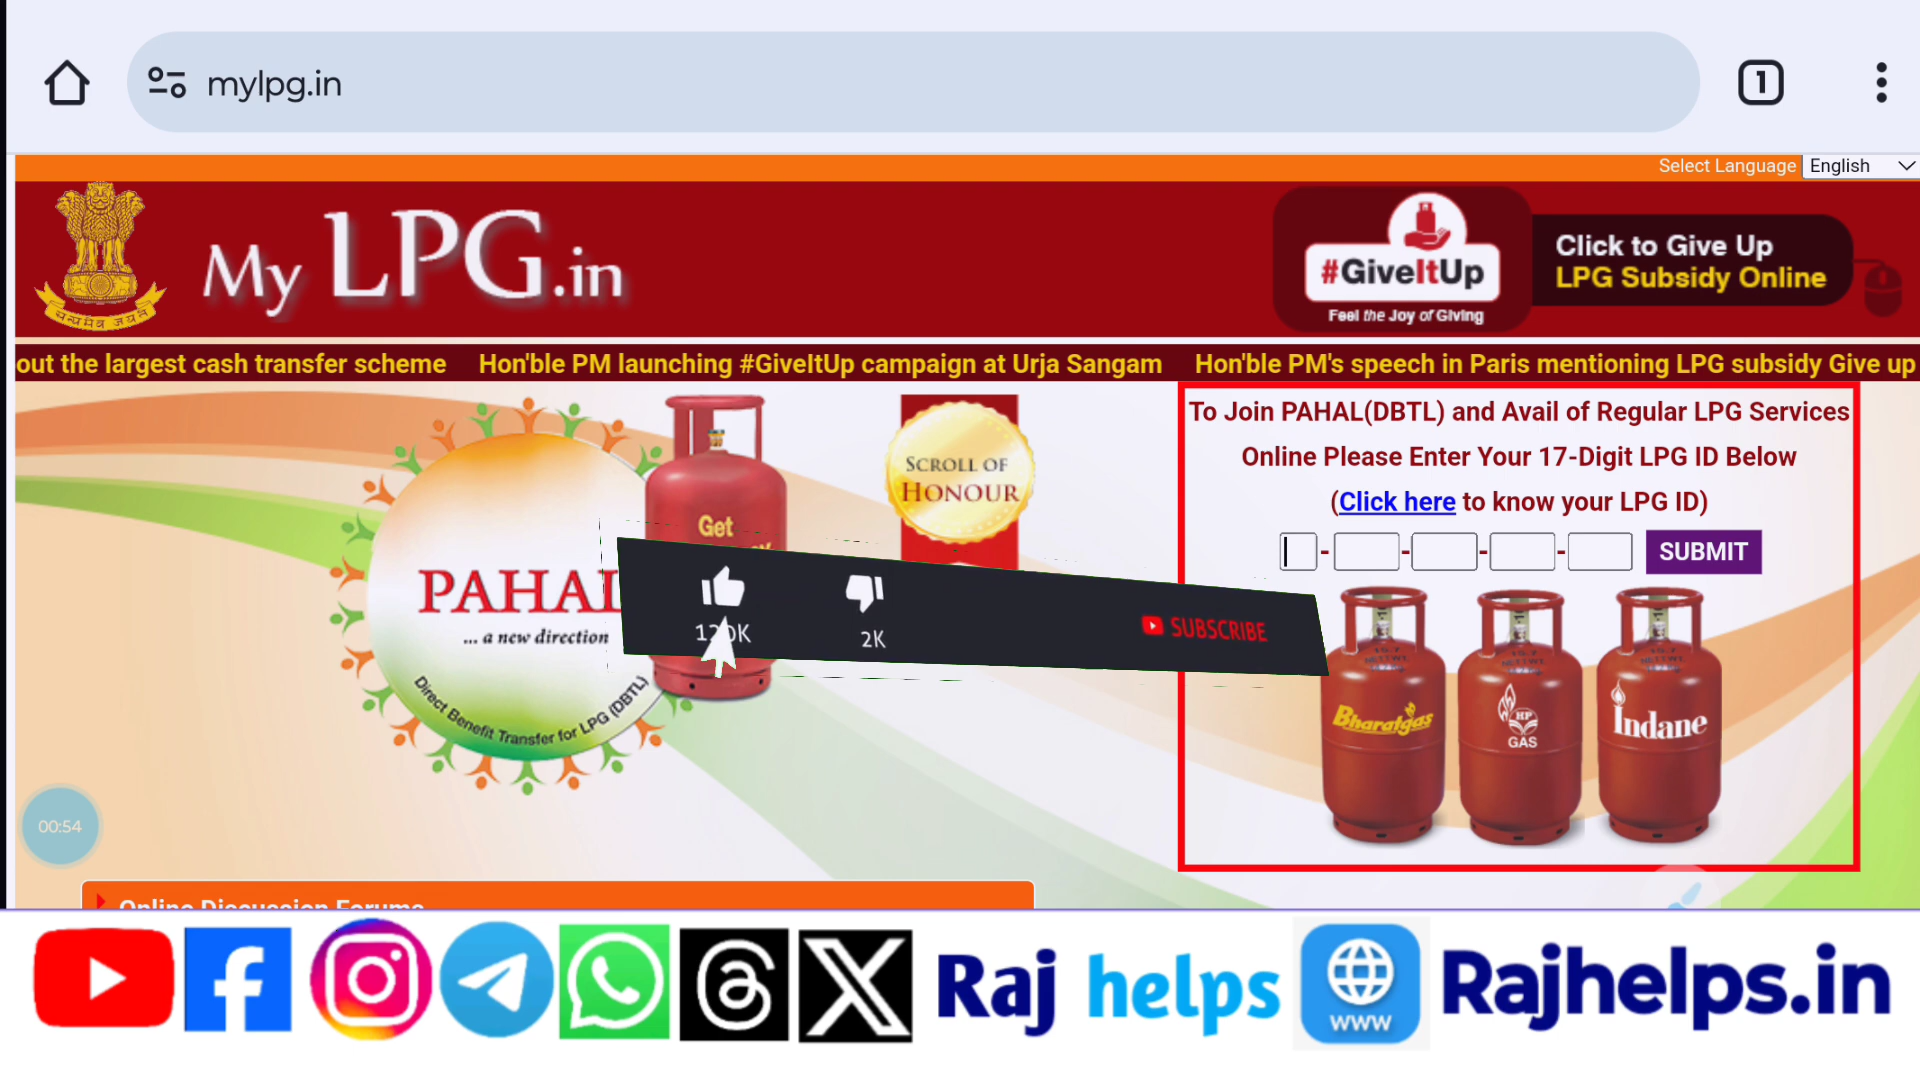 mylpg.in
1
Select Language English
My LPG.in
सत्यमेव जयते
#GiveItUp
Feel the Joy of Giving
Click to Give Up
LPG Subsidy Online
out the largest cash transfer scheme Hon'ble PM launching #GiveItUp campaign at Urja Sangam Hon'ble PM's speech in Paris mentioning LPG subsidy Give up
To Join PAHAL(DBTL) and Avail of Regular LPG Services
Online Please Enter Your 17-Digit LPG ID Below
(Click here to know your LPG ID)
- - - - SUBMIT
SCROLL OF
HONOUR
Get
PAHAL
... a new direction
Direct Benefit Transfer for LPG (DBTL)
2K
SUBSCRIBE
Bharatgas
HP
GAS
Indane
00:54
Online Discussion Forums
Raj helps
www
Rajhelps.in